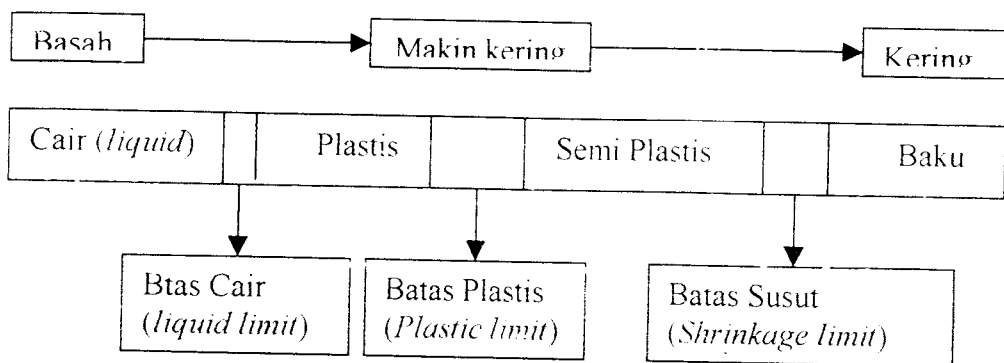 Basah Makin kering Kering
Cair (liquid) Plastis Semi Plastis Baku
Btas Cair Batas Plastis Batas Susut
(liquid limit) (Plastic limit) (Shrinkage limit)